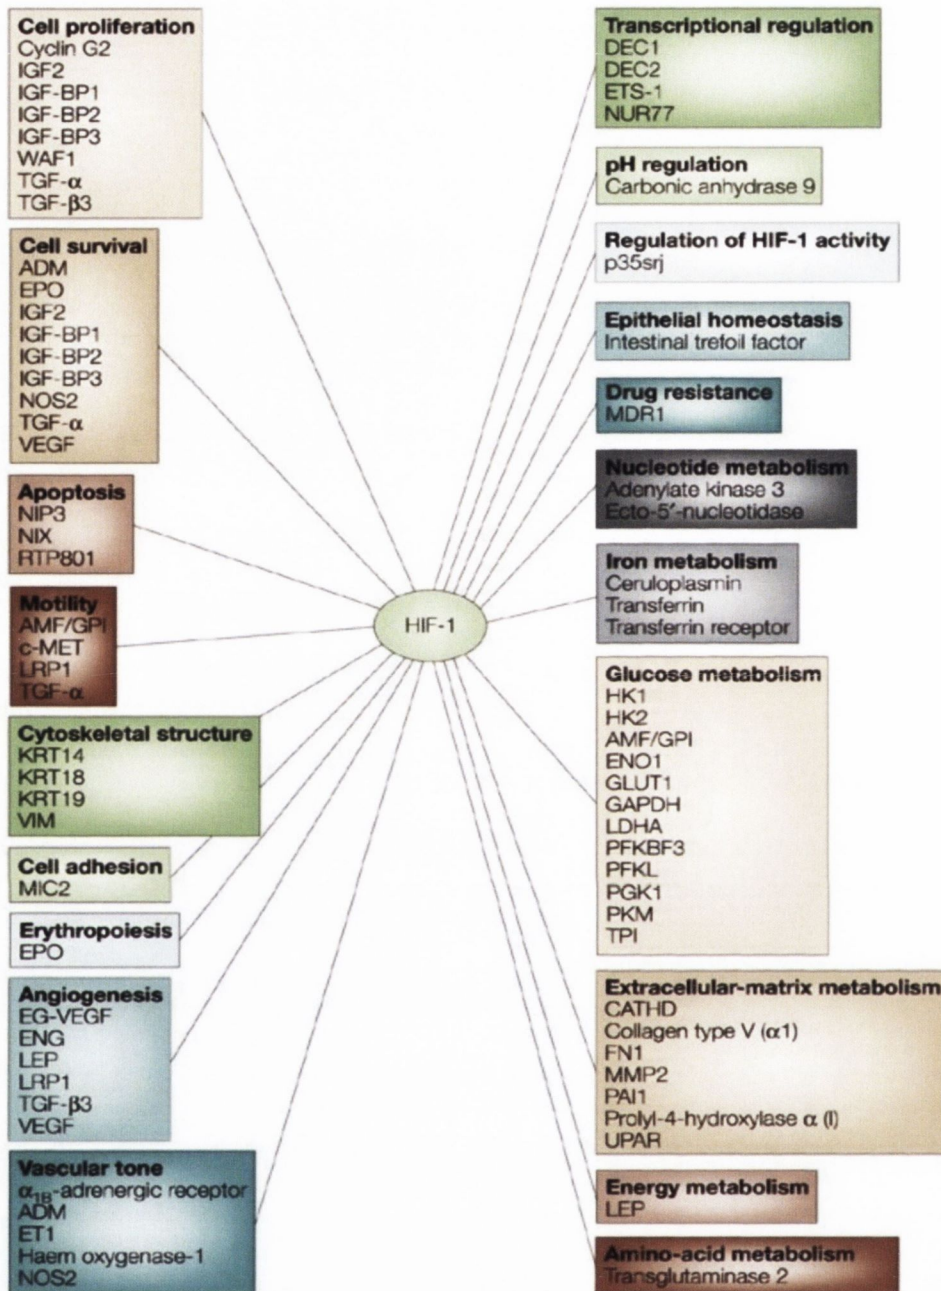 Cell proliferation
Cyclin G2
IGF2
IGF-BP1
IGF-BP2
IGF-BP3
WAF1
TGF-α
TGF-β3
Cell survival
ADM
EPO
IGF2
IGF-BP1
IGF-BP2
IGF-BP3
NOS2
TGF-α
VEGF
Apoptosis
NIP3
NIX
RTP801
Motility
AMF/GPI
c-MET
LRP1
TGF-α
Cytoskeletal structure
KRT14
KRT18
KRT19
VIM
Cell adhesion
MIC2
Erythropoiesis
EPO
Angiogenesis
EG-VEGF
ENG
LEP
LRP1
TGF-β3
VEGF
Vascular tone
α1B-adrenergic receptor
ADM
ET1
Haem oxygenase-1
NOS2
HIF-1
Transcriptional regulation
DEC1
DEC2
ETS-1
NUR77
pH regulation
Carbonic anhydrase 9
Regulation of HIF-1 activity
p35srj
Epithelial homeostasis
Intestinal trefoil factor
Drug resistance
MDR1
Nucleotide metabolism
Adenylate kinase 3
Ecto-5′-nucleotidase
Iron metabolism
Ceruloplasmin
Transferrin
Transferrin receptor
Glucose metabolism
HK1
HK2
AMF/GPI
ENO1
GLUT1
GAPDH
LDHA
PFKBF3
PFKL
PGK1
PKM
TPI
Extracellular-matrix metabolism
CATHD
Collagen type V (α1)
FN1
MMP2
PAI1
Prolyl-4-hydroxylase α (I)
UPAR
Energy metabolism
LEP
Amino-acid metabolism
Transglutaminase 2